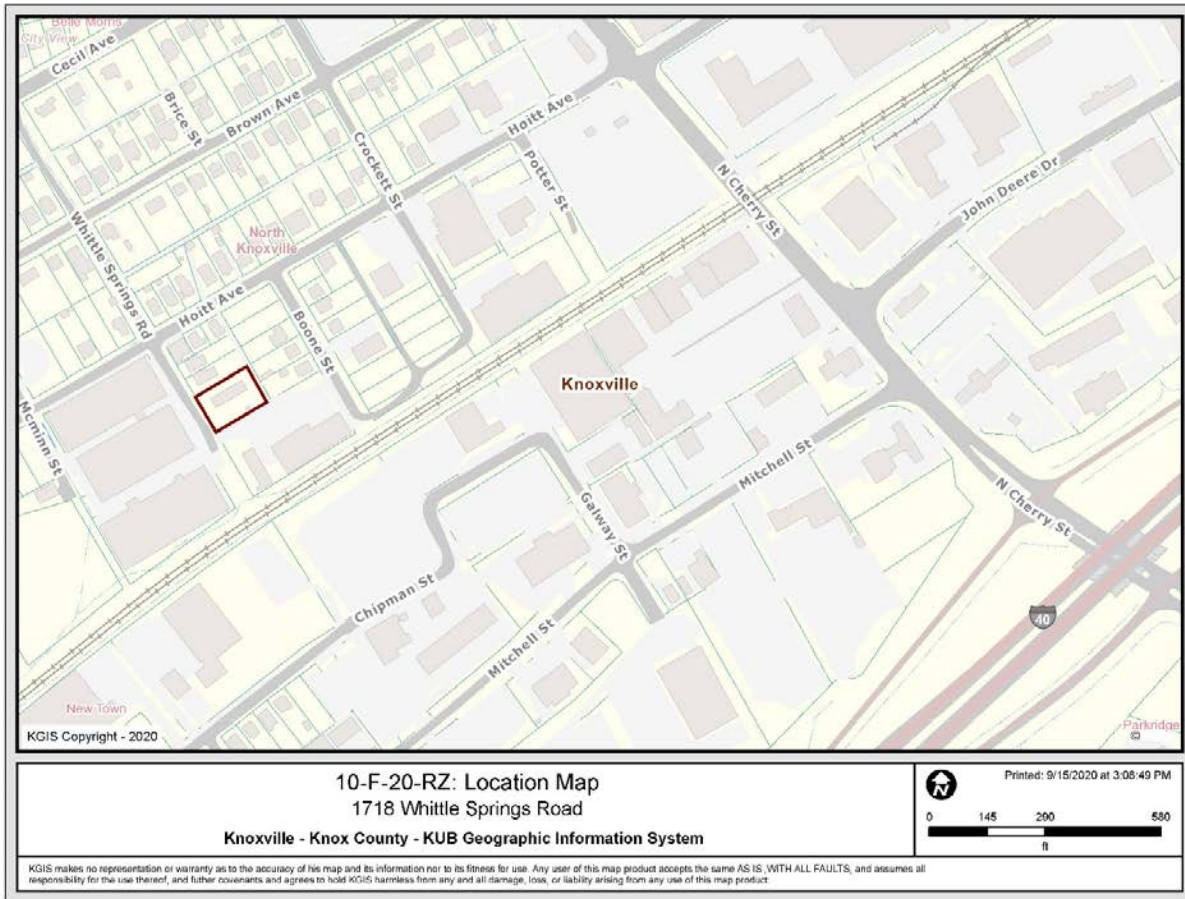 Belle Morris
City View
Cecil Ave
Brice St
Brown Ave
Hoitt Ave
Crockett St
Potter St
N Cherry St
John Deere Dr
Whittle Springs Rd
North
Knoxville
Hoitt Ave
Boone St
Knoxville
Mcminn St
Mitchell St
N Cherry St
Galway St
Chipman St
40
Mitchell St
New Town
Parkridge
©
KGIS Copyright - 2020
10-F-20-RZ: Location Map
1718 Whittle Springs Road
Knoxville - Knox County - KUB Geographic Information System
N
Printed: 9/15/2020 at 3:08:49 PM
0 145 290 580
ft
KGIS makes no representation or warranty as to the accuracy of his map and its information nor to its fitness for use. Any user of this map product accepts the same AS IS ,WITH ALL FAULTS, and assumes all
responsibility for the use thereof, and futher covenants and agrees to hold KGIS harmless from any and all damage, loss, or liability arising from any use of this map product.